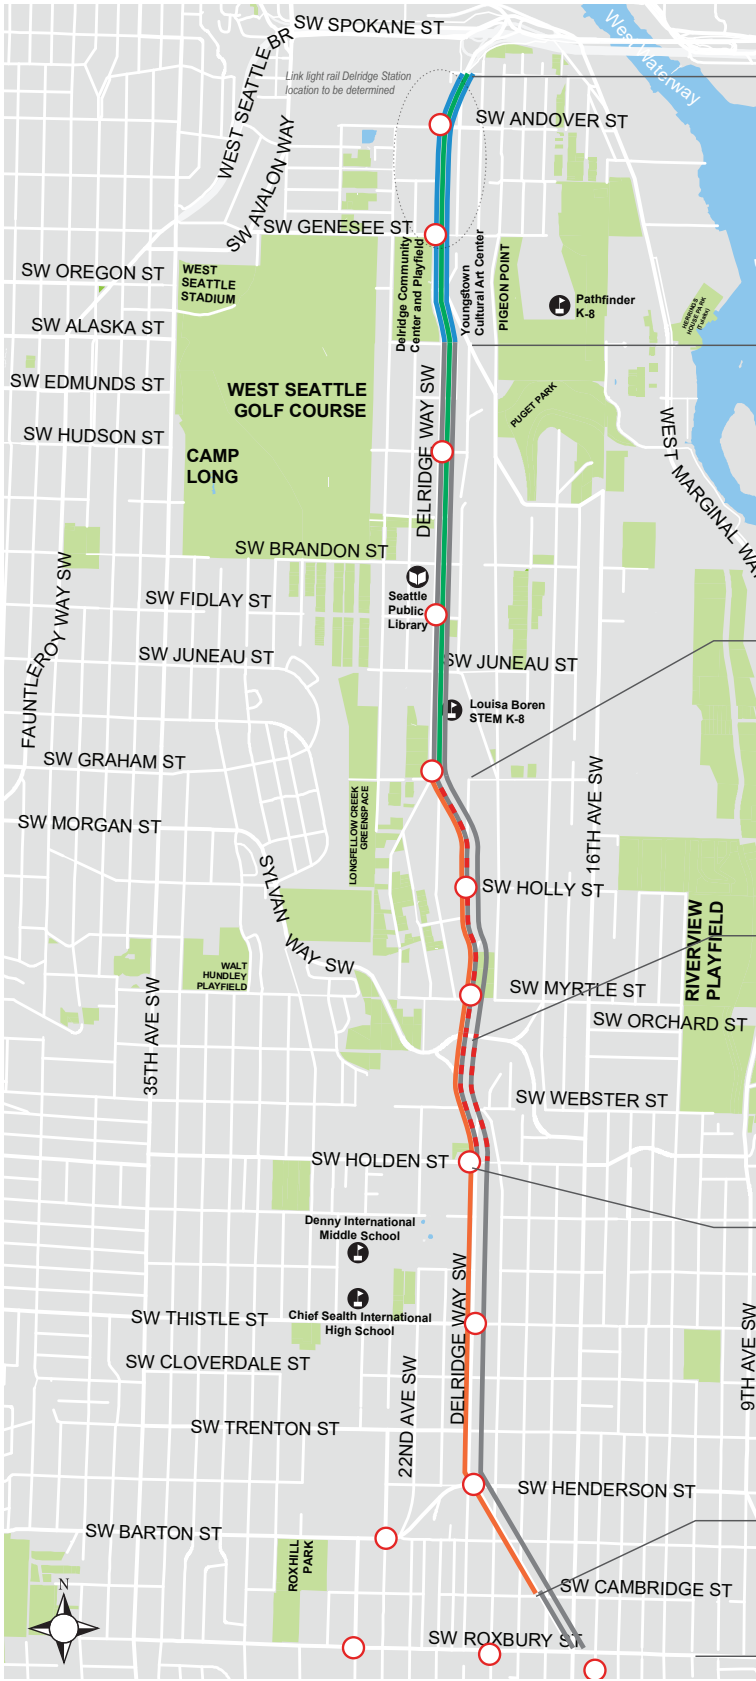 SW SPOKANE ST
WEST SEATTLE BR
West Waterway
Link light rail Delridge Station
location to be determined
SW ANDOVER ST
SW AVALON WAY
SW GENESEE ST
Delridge Community
Center and Playfield
Youngstown
Cultural Art Center
PIGEON POINT
SW OREGON ST
WEST
SEATTLE
STADIUM
Pathfinder
K-8
HERRING'S
HOUSE PARK
(Tualtx)
SW ALASKA ST
SW EDMUNDS ST
WEST SEATTLE
GOLF COURSE
DELRIDGE WAY SW
PUGET PARK
SW HUDSON ST
CAMP
LONG
WEST MARGINAL WAY
SW BRANDON ST
FAUNTLEROY WAY SW
Seattle
Public
Library
SW FIDLAY ST
SW JUNEAU ST
SW JUNEAU ST
Louisa Boren
STEM K-8
SW GRAHAM ST
LONGFELLOW CREEK
GREENSPACE
16TH AVE SW
SW MORGAN ST
SYLVAN WAY SW
SW HOLLY ST
RIVERVIEW
PLAYFIELD
WALT
HUNDLEY
PLAYFIELD
35TH AVE SW
SW MYRTLE ST
SW ORCHARD ST
SW WEBSTER ST
SW HOLDEN ST
Denny International
Middle School
DELRIDGE WAY SW
SW THISTLE ST
Chief Sealth International
High School
9TH AVE SW
SW CLOVERDALE ST
22ND AVE SW
SW TRENTON ST
SW HENDERSON ST
SW BARTON ST
ROXHILL
PARK
N
SW CAMBRIDGE ST
SW ROXBURY ST